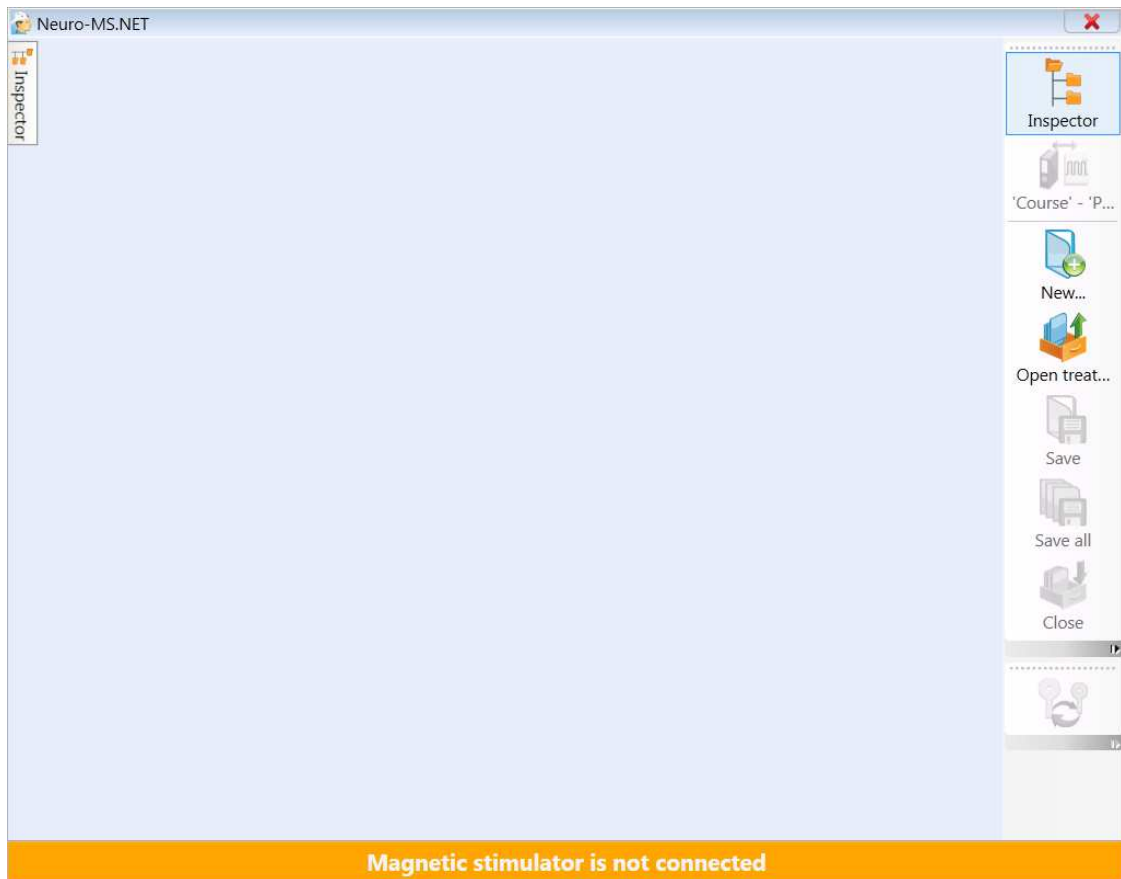 Neuro-MS.NET
Inspector
Inspector
'Course' - 'P...
New...
Open treat...
Save
Save all
Close
Magnetic stimulator is not connected